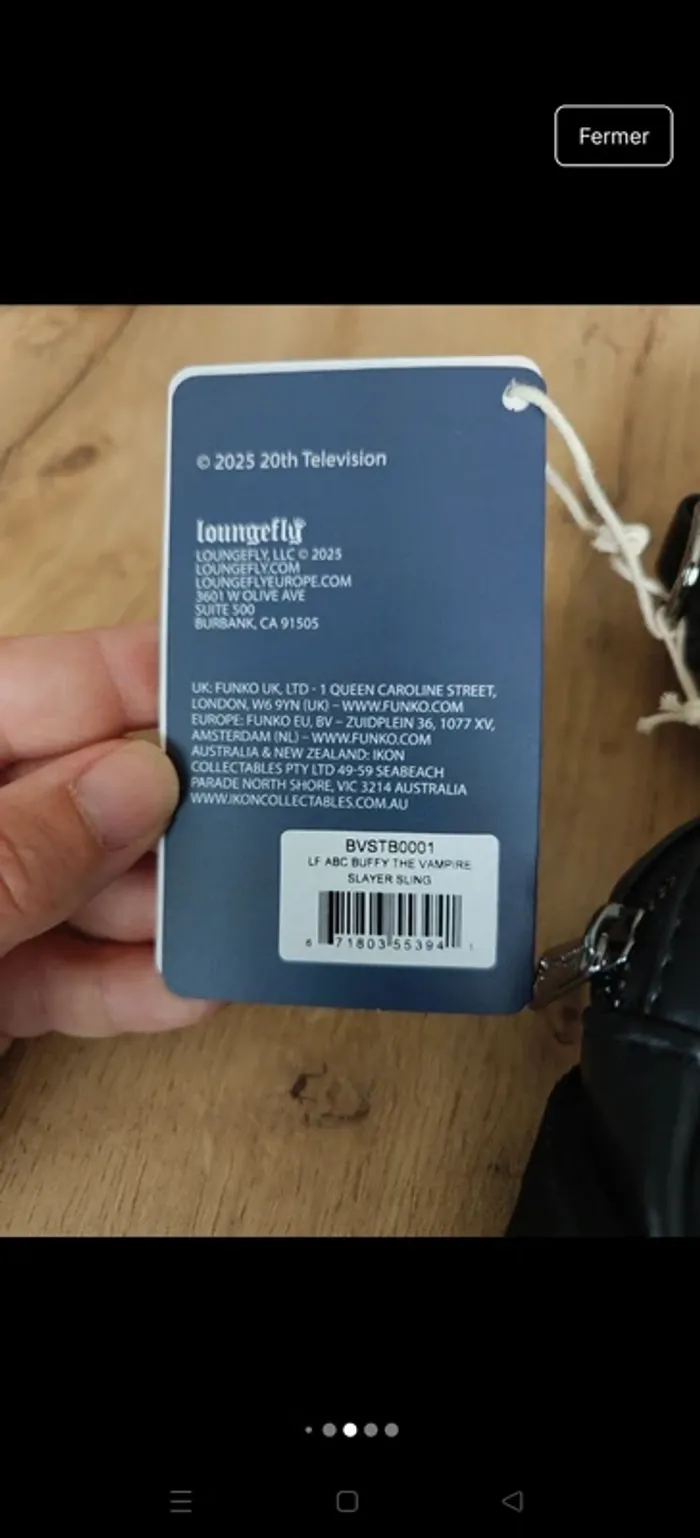 Fermer
© 2025 20th Television
loungefly
LOUNGEFLY, LLC © 2025
LOUNGEFLY.COM
LOUNGEFLYEUROPE.COM
3601 W OLIVE AVE
SUITE 500
BURBANK, CA 91505
UK: FUNKO UK, LTD - 1 QUEEN CAROLINE STREET,
LONDON, W6 9YN (UK) – WWW.FUNKO.COM
EUROPE: FUNKO EU, BV – ZUIDPLEIN 36, 1077 XV,
AMSTERDAM (NL) – WWW.FUNKO.COM
AUSTRALIA & NEW ZEALAND: IKON
COLLECTABLES PTY LTD 49-59 SEABEACH
PARADE NORTH SHORE, VIC 3214 AUSTRALIA
WWW.IKONCOLLECTABLES.COM.AU
BVSTB0001
LF ABC BUFFY THE VAMPIRE
SLAYER SLING
6 71803 55394 1